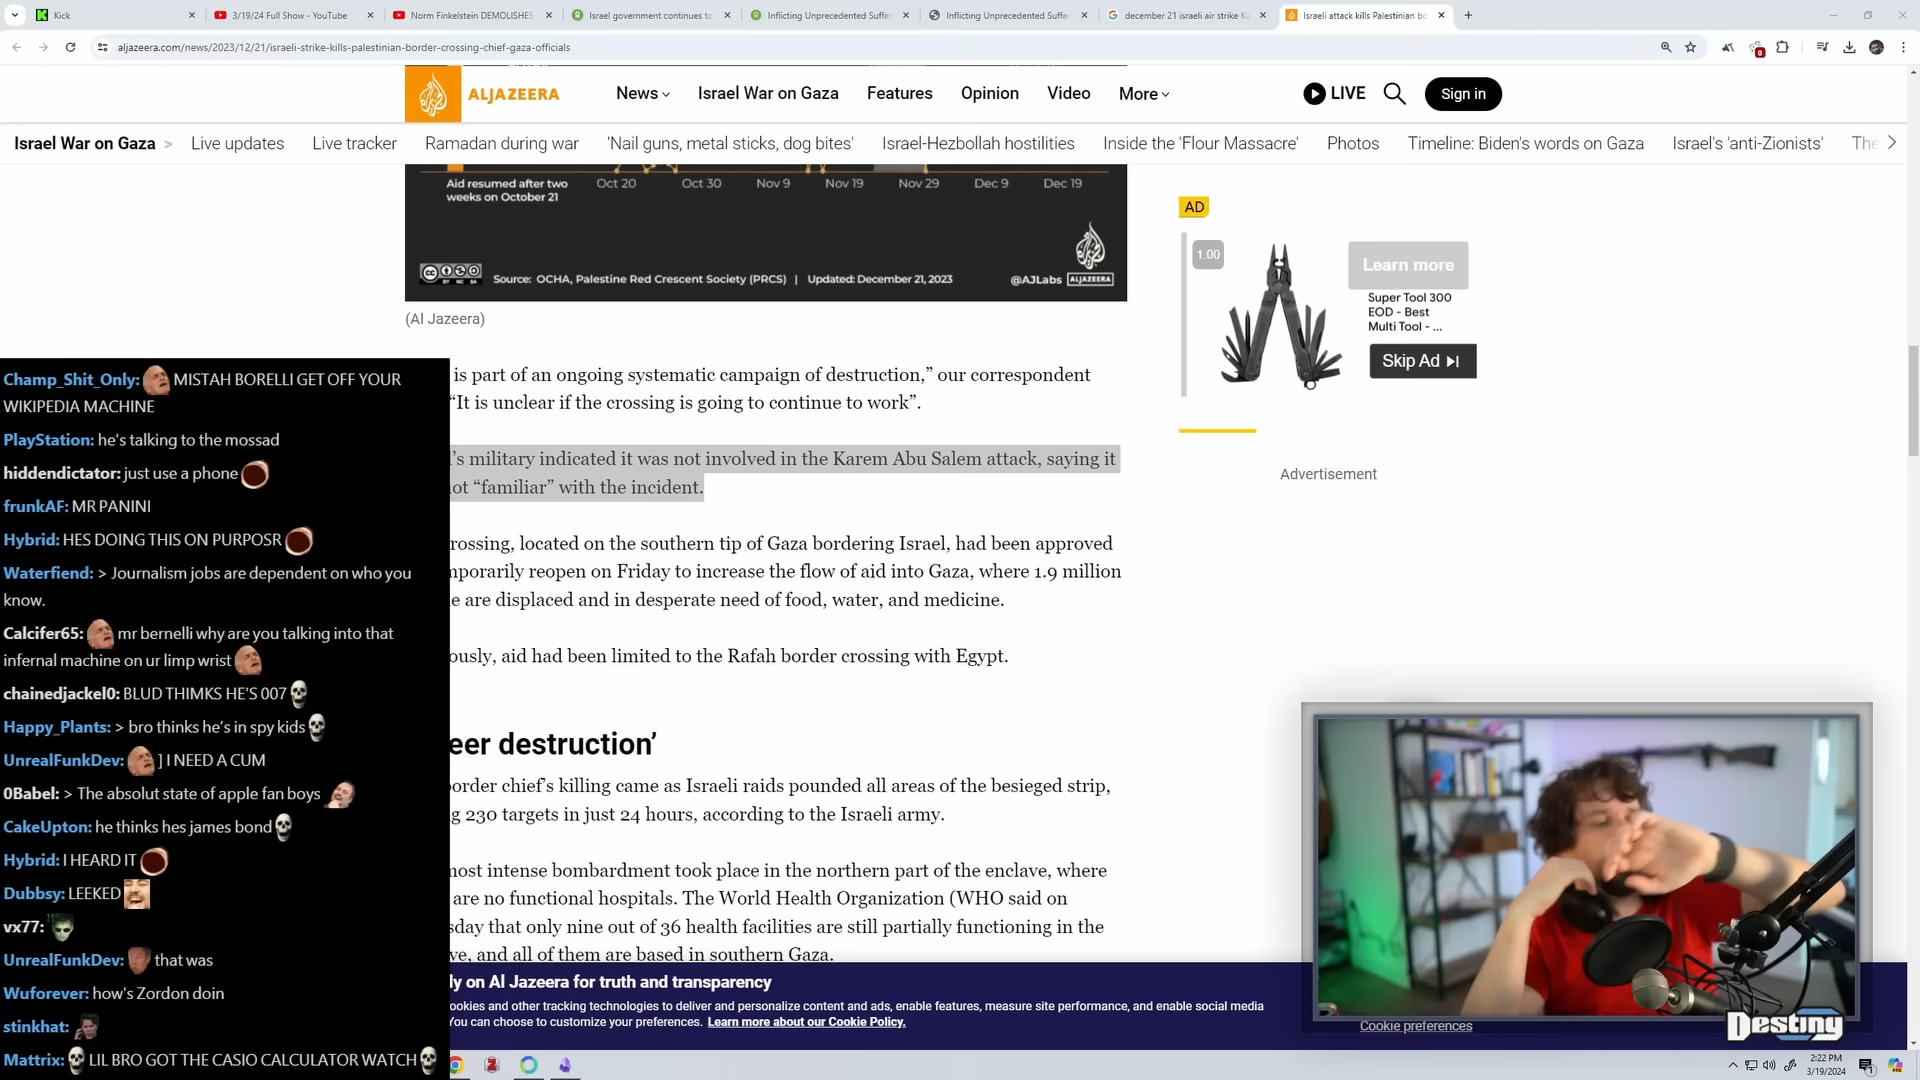 Kick
3/19/24 Full Show - YouTube
Norm Finkelstein DEMOLISHES
Israel government continues to
Inflicting Unprecedented Suffer
Inflicting Unprecedented Suffer
december 21 israeli air strike Ka
Israeli attack kills Palestinian bo
aljazeera.com/news/2023/12/21/israeli-strike-kills-palestinian-border-crossing-chief-gaza-officials
ALJAZEERA
News
Israel War on Gaza
Features
Opinion
Video
More
LIVE
Sign in
Israel War on Gaza >
Live updates
Live tracker
Ramadan during war
'Nail guns, metal sticks, dog bites'
Israel-Hezbollah hostilities
Inside the 'Flour Massacre'
Photos
Timeline: Biden's words on Gaza
Israel's 'anti-Zionists'
The
Aid resumed after two
weeks on October 21
Oct 20 Oct 30 Nov 9 Nov 19 Nov 29 Dec 9 Dec 19
Source: OCHA, Palestine Red Crescent Society (PRCS) | Updated: December 21, 2023
@AJLabs ALJAZEERA
(Al Jazeera)
is part of an ongoing systematic campaign of destruction,” our correspondent
“It is unclear if the crossing is going to continue to work”.
l’s military indicated it was not involved in the Karem Abu Salem attack, saying it
ot “familiar” with the incident.
rossing, located on the southern tip of Gaza bordering Israel, had been approved
mporarily reopen on Friday to increase the flow of aid into Gaza, where 1.9 million
e are displaced and in desperate need of food, water, and medicine.
ously, aid had been limited to the Rafah border crossing with Egypt.
eer destruction’
order chief’s killing came as Israeli raids pounded all areas of the besieged strip,
g 230 targets in just 24 hours, according to the Israeli army.
most intense bombardment took place in the northern part of the enclave, where
are no functional hospitals. The World Health Organization (WHO said on
sday that only nine out of 36 health facilities are still partially functioning in the
ve, and all of them are based in southern Gaza.
ly on Al Jazeera for truth and transparency
ookies and other tracking technologies to deliver and personalize content and ads, enable features, measure site performance, and enable social media
You can choose to customize your preferences. Learn more about our Cookie Policy.
Cookie preferences
AD
1.00
Learn more
Super Tool 300
EOD - Best
Multi Tool - ...
Skip Ad
Advertisement
Champ_Shit_Only: MISTAH BORELLI GET OFF YOUR
WIKIPEDIA MACHINE
PlayStation: he's talking to the mossad
hiddendictator: just use a phone
frunkAF: MR PANINI
Hybrid: HES DOING THIS ON PURPOSR
Waterfiend: > Journalism jobs are dependent on who you
know.
Calcifer65: mr bernelli why are you talking into that
infernal machine on ur limp wrist
chainedjackel0: BLUD THIMKS HE'S 007
Happy_Plants: > bro thinks he’s in spy kids
UnrealFunkDev: ] I NEED A CUM
0Babel: > The absolut state of apple fan boys
CakeUpton: he thinks hes james bond
Hybrid: I HEARD IT
Dubbsy: LEEKED
vx77:
UnrealFunkDev: that was
Wuforever: how's Zordon doin
stinkhat:
Mattrix: LIL BRO GOT THE CASIO CALCULATOR WATCH
Destiny
2:22 PM
3/19/2024